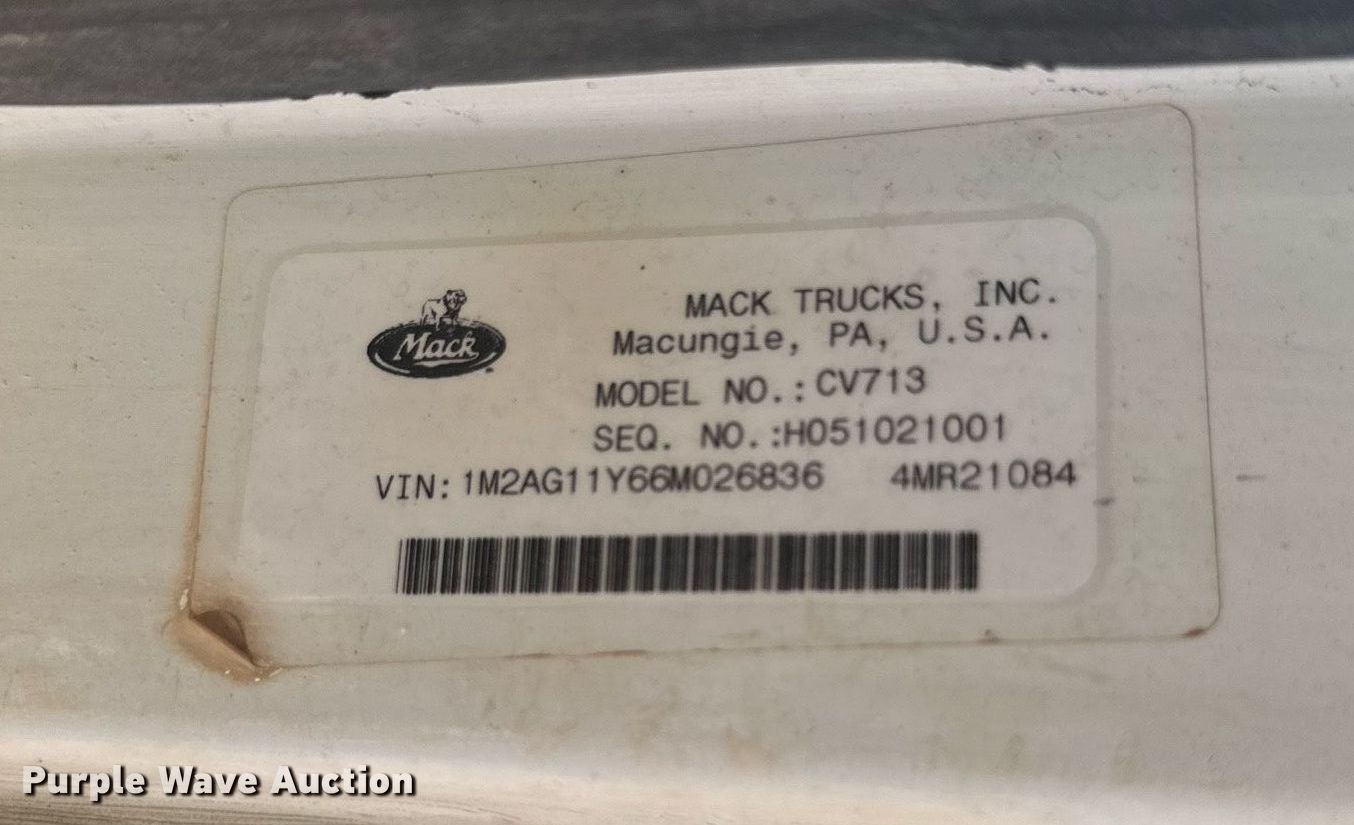 Mack
MACK TRUCKS, INC.
Macungie, PA, U.S.A.
MODEL NO.:CV713
SEQ. NO.:H051021001
VIN:1M2AG11Y66M026836 4MR21084
Purple Wave Auction